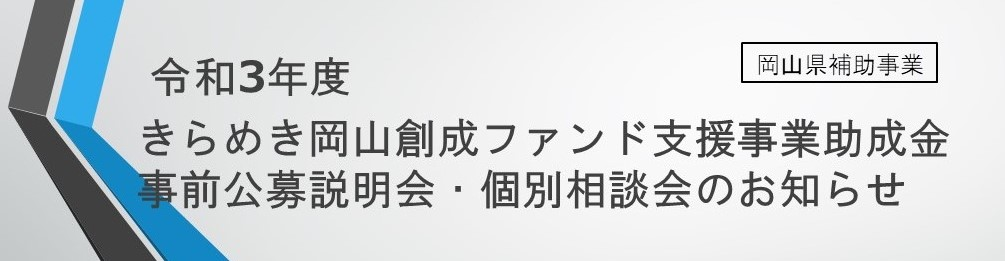 令和3年度
岡山県補助事業
きらめき岡山創成ファンド支援事業助成金
事前公募説明会・個別相談会のお知らせ